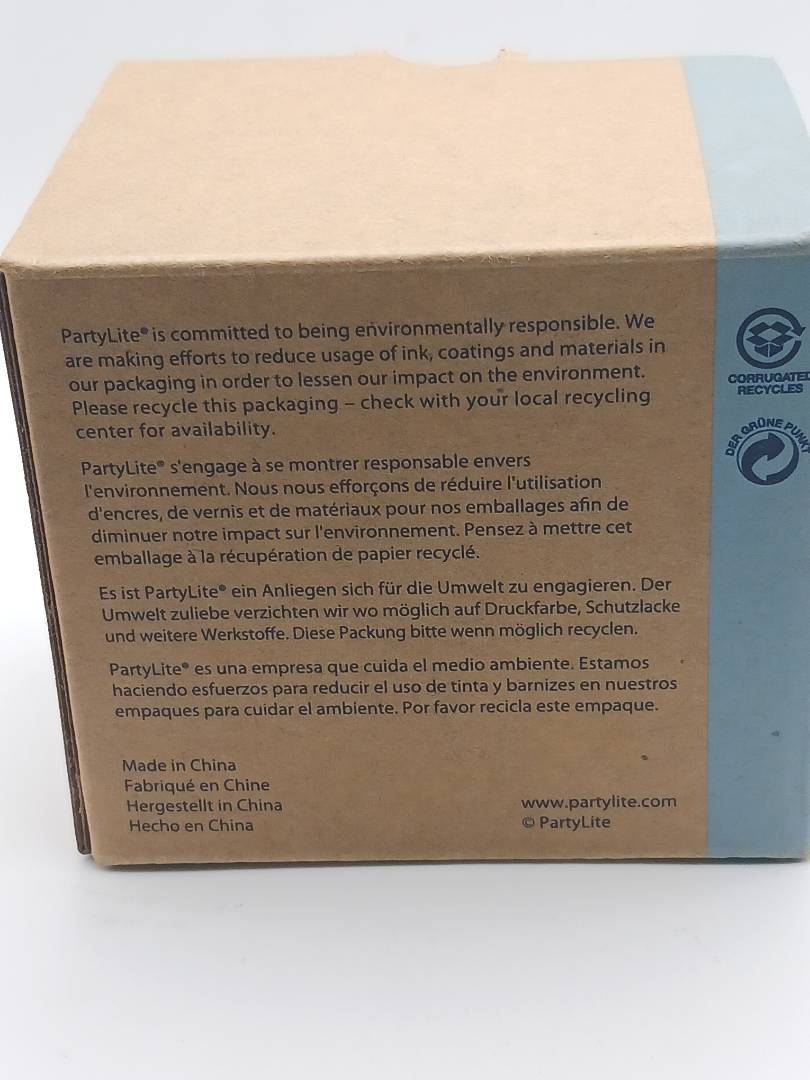 PartyLite® is committed to being environmentally responsible. We
are making efforts to reduce usage of ink, coatings and materials in
our packaging in order to lessen our impact on the environment.
Please recycle this packaging – check with your local recycling
center for availability.
PartyLite® s'engage à se montrer responsable envers
l'environnement. Nous nous efforçons de réduire l'utilisation
d'encres, de vernis et de matériaux pour nos emballages afin de
diminuer notre impact sur l'environnement. Pensez à mettre cet
emballage à la récupération de papier recyclé.
Es ist PartyLite® ein Anliegen sich für die Umwelt zu engagieren. Der
Umwelt zuliebe verzichten wir wo möglich auf Druckfarbe, Schutzlacke
und weitere Werkstoffe. Diese Packung bitte wenn möglich recyclen.
PartyLite® es una empresa que cuida el medio ambiente. Estamos
haciendo esfuerzos para reducir el uso de tinta y barnizes en nuestros
empaques para cuidar el ambiente. Por favor recicla este empaque.
Made in China
Fabriqué en Chine
Hergestellt in China
Hecho en China
www.partylite.com
© PartyLite
CORRUGATED
RECYCLES
DER GRÜNE PUNKT